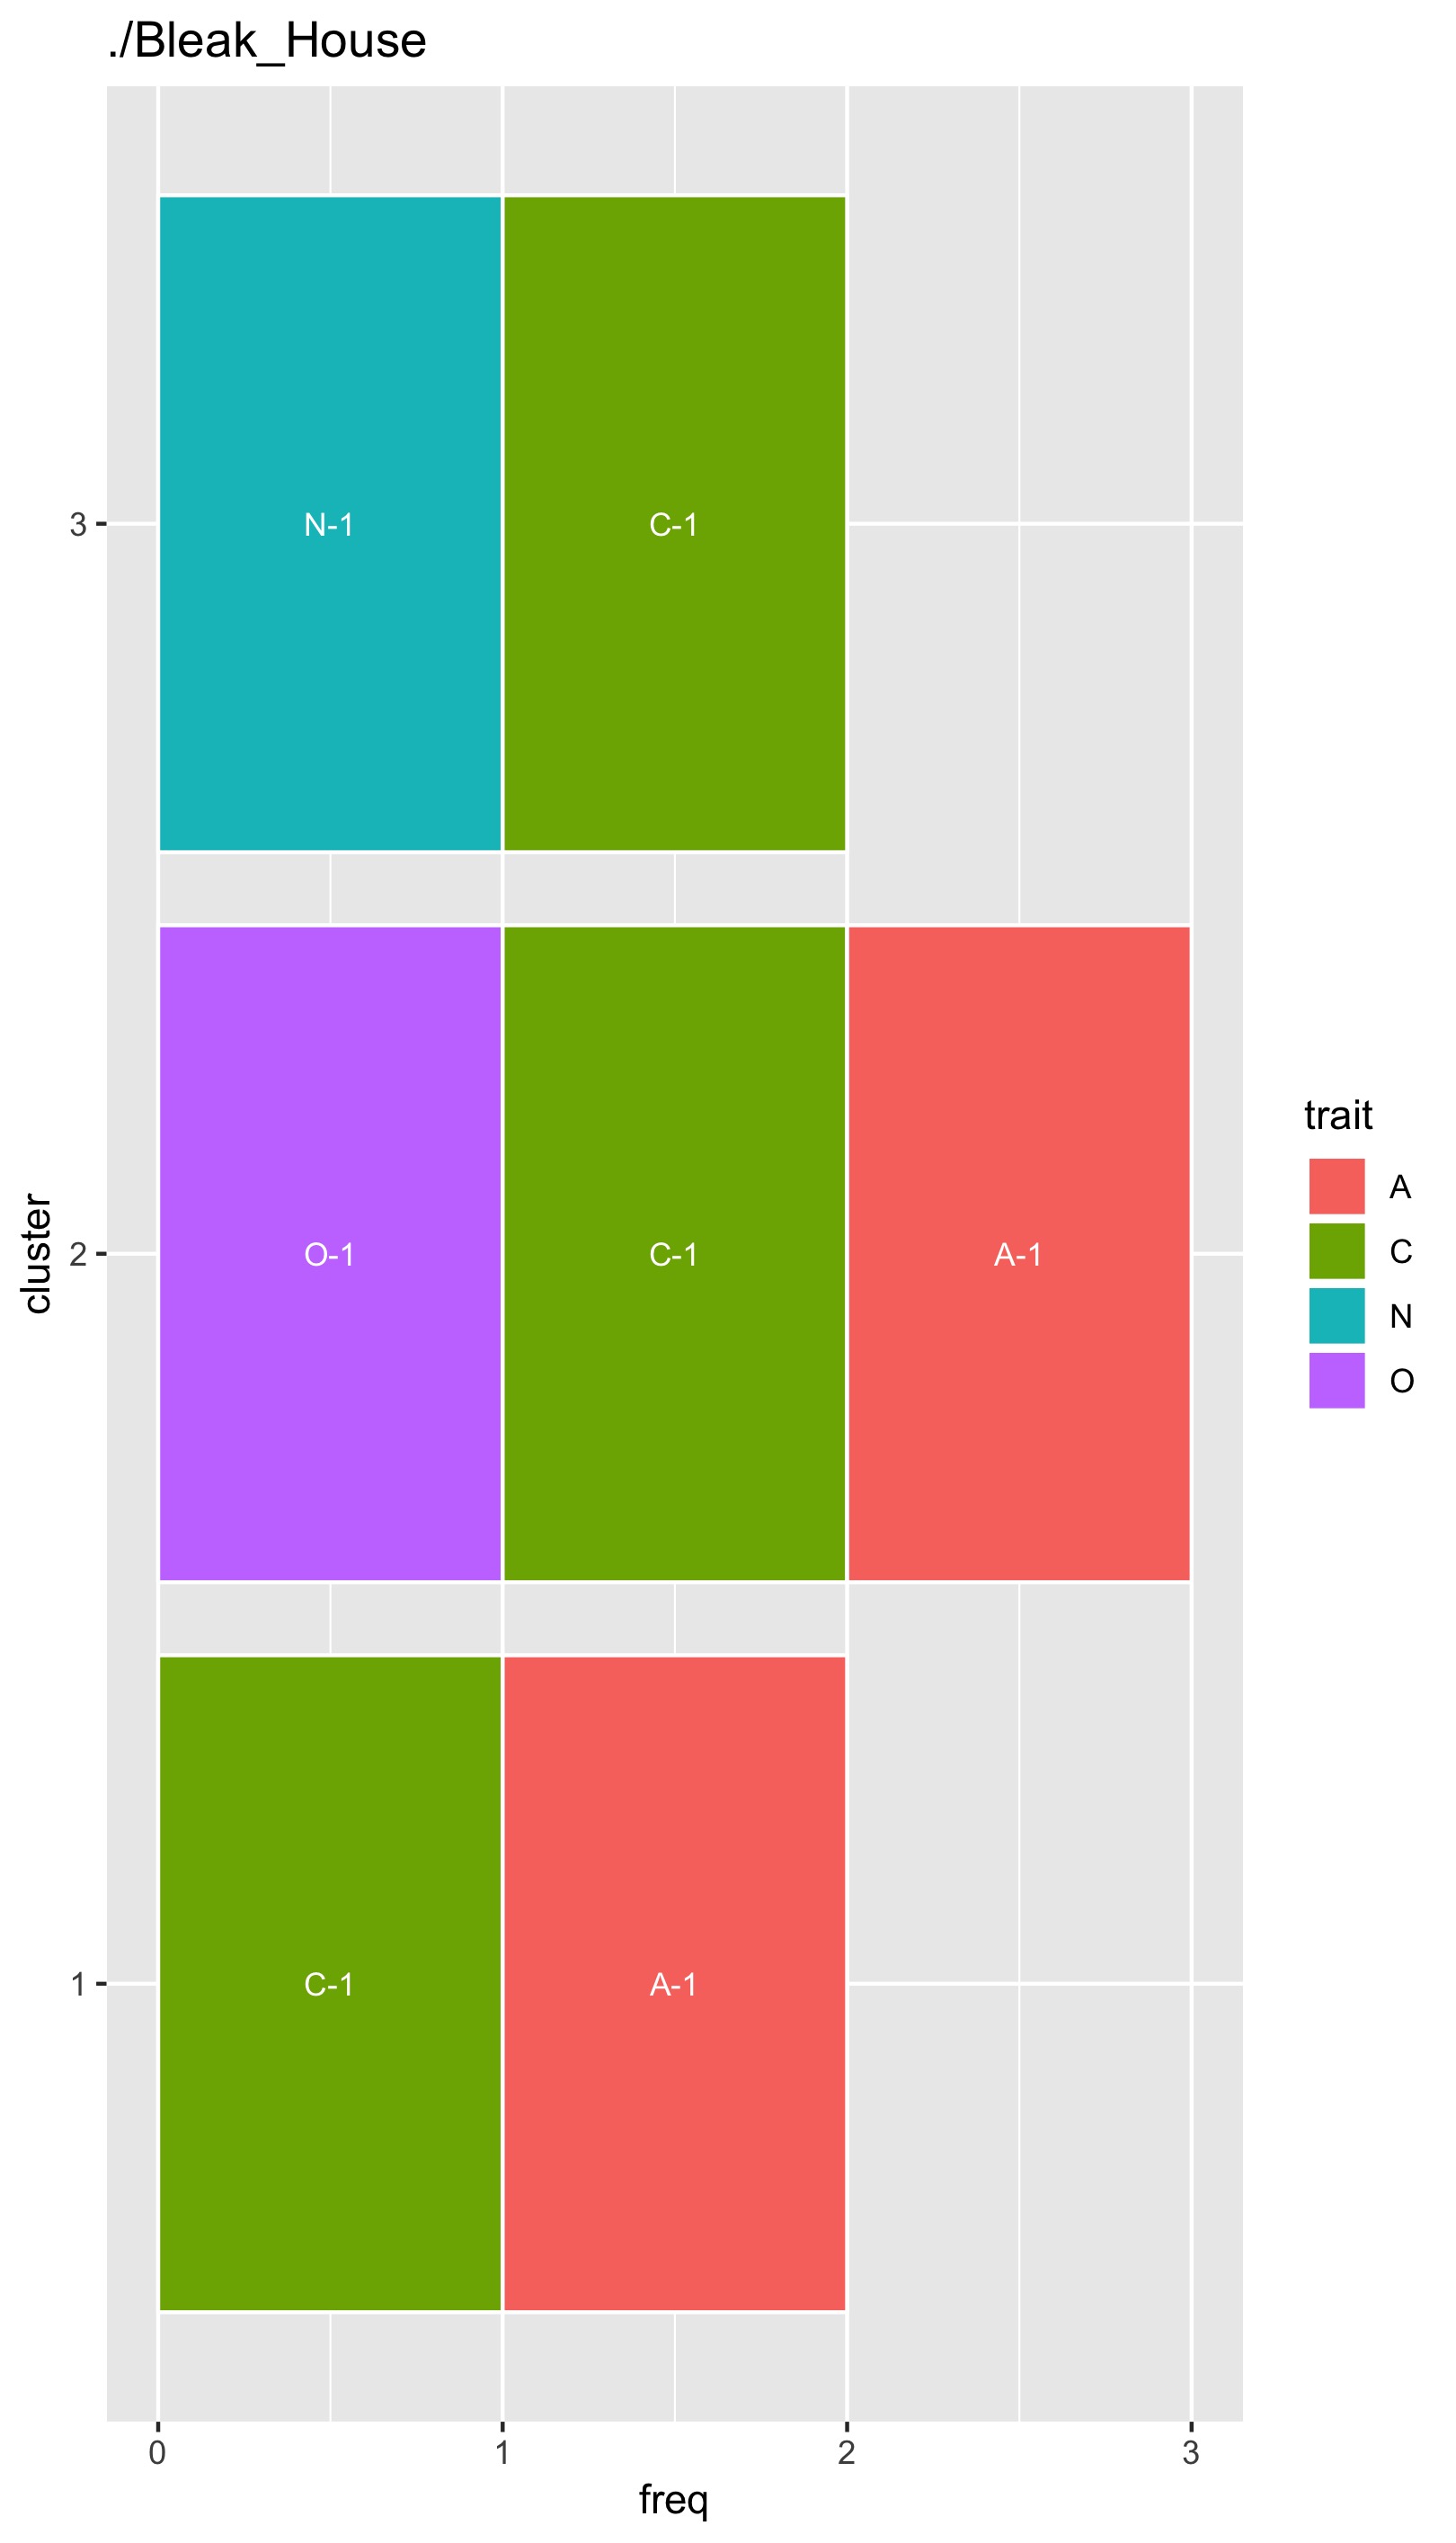 ./Bleak_House
3
N-1
C-1
cluster
2
O-1
C-1
A-1
trait
A
C
N
O
1
C-1
A-1
0 1 2 3
freq